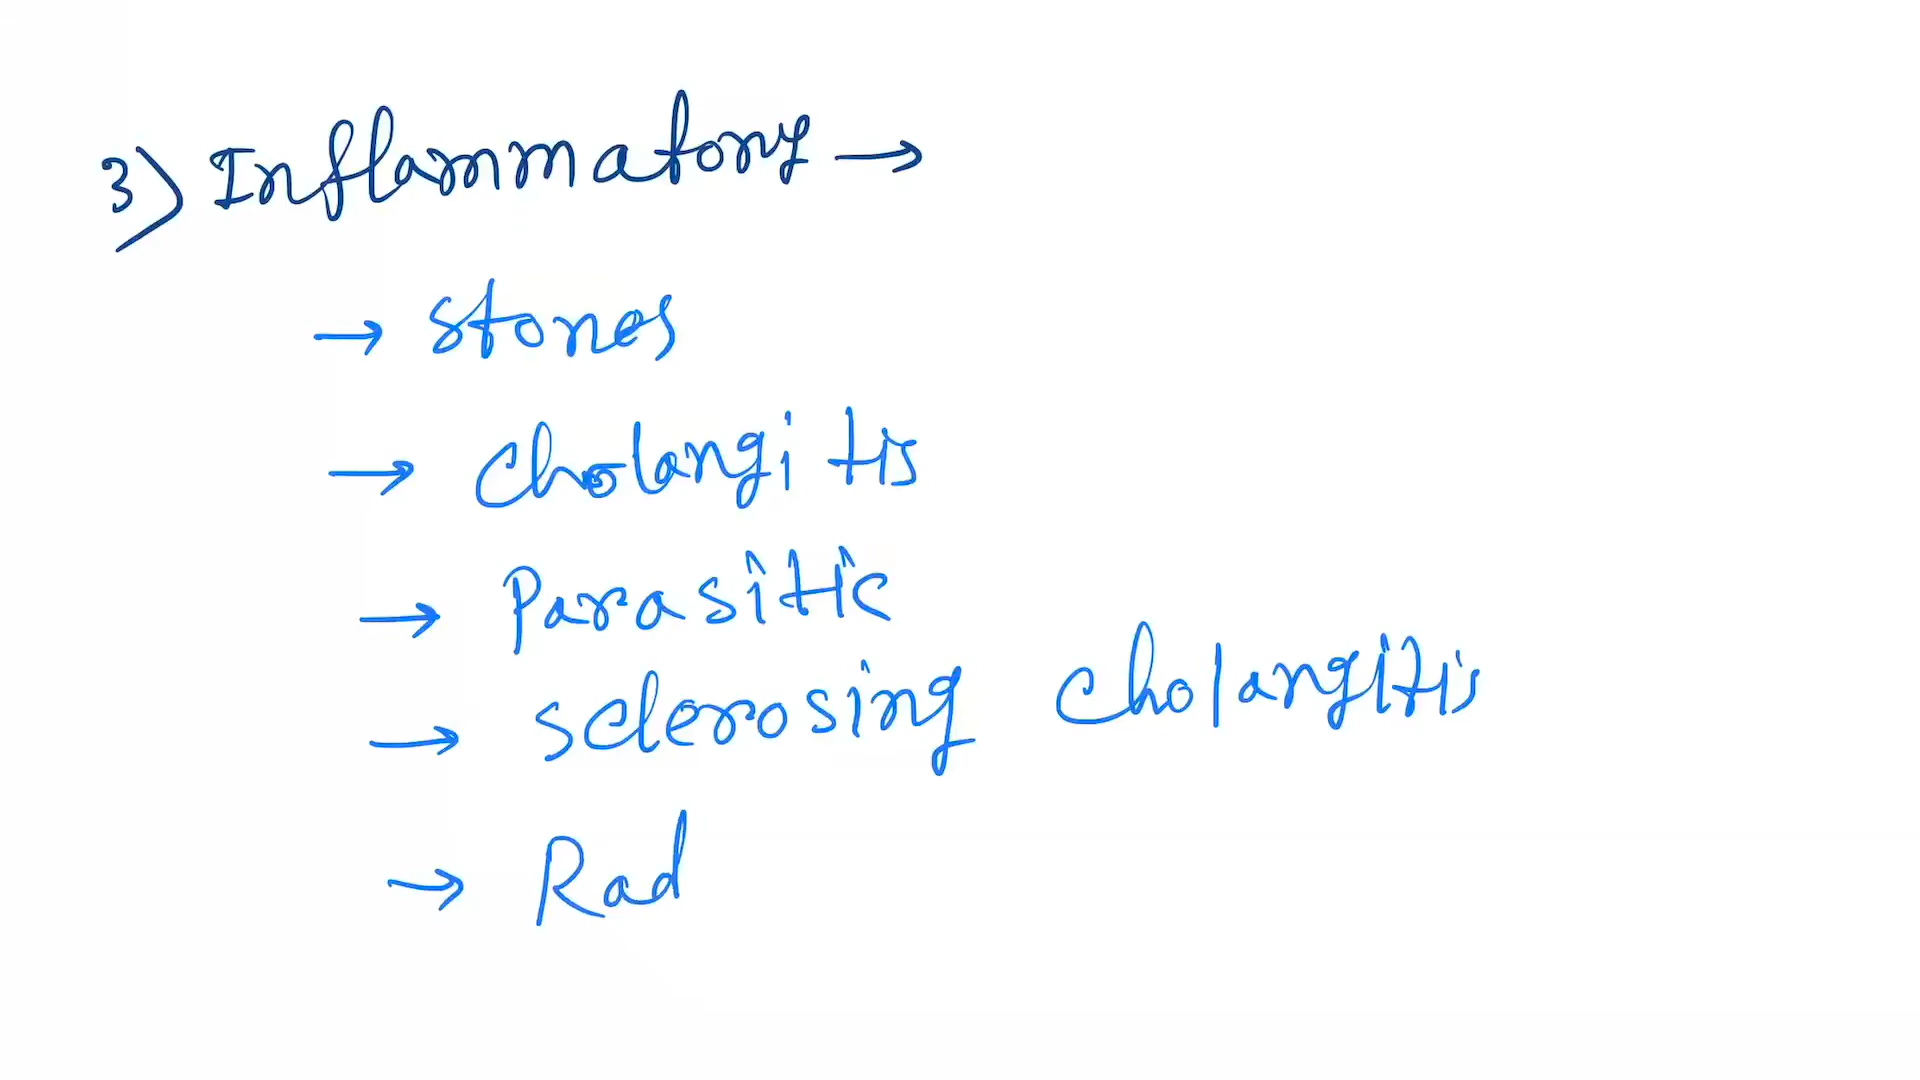 3) Inflammatory →
→ stones
→ cholangitis
→ parasitic
→ sclerosing cholangitis
→ Rad